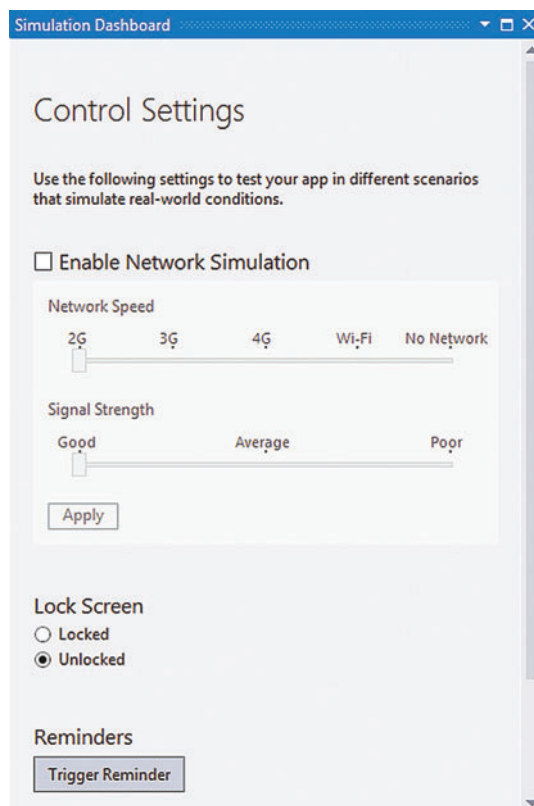 Simulation Dashboard
Control Settings
Use the following settings to test your app in different scenarios
that simulate real-world conditions.
Enable Network Simulation
Network Speed
2G 3G 4G Wi-Fi No Network
Signal Strength
Good Average Poor
Apply
Lock Screen
Locked
Unlocked
Reminders
Trigger Reminder